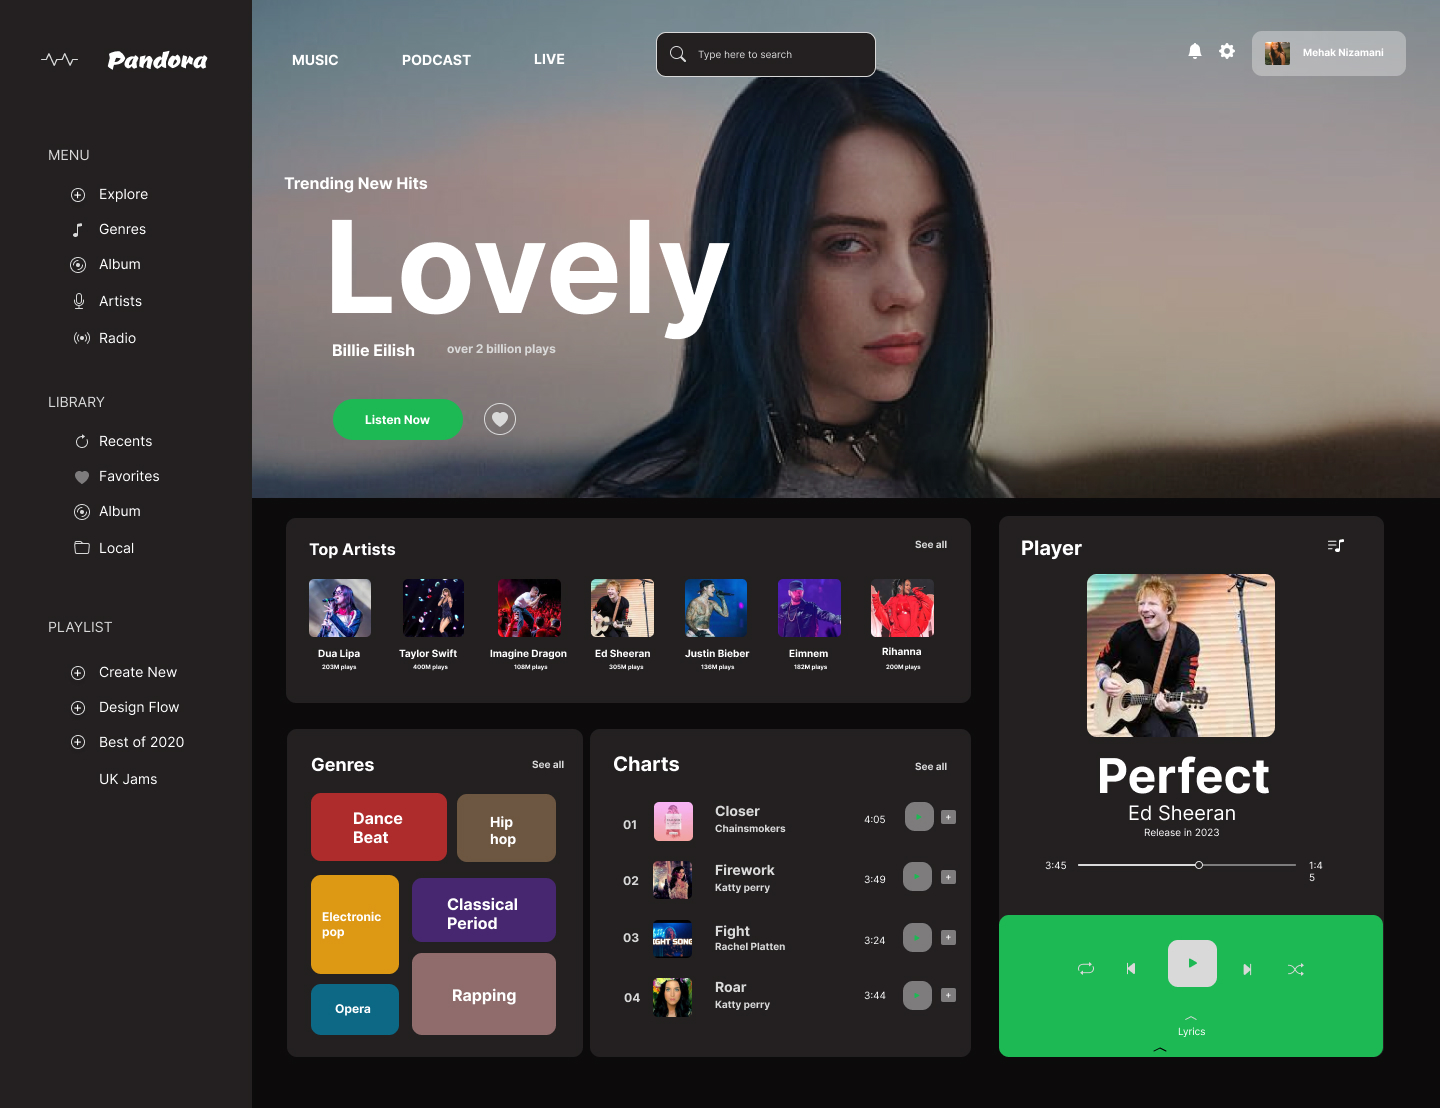 Pandora
MUSIC
PODCAST
LIVE
Type here to search
Mehak Nizamani
MENU
Explore
Genres
Album
Artists
Radio
LIBRARY
Recents
Favorites
Album
Local
PLAYLIST
Create New
Design Flow
Best of 2020
UK Jams
Trending New Hits
Lovely
Billie Eilish
over 2 billion plays
Listen Now
Top Artists
See all
Dua Lipa
203M plays
Taylor Swift
400M plays
Imagine Dragon
108M plays
Ed Sheeran
305M plays
Justin Bieber
136M plays
Eimnem
182M plays
Rihanna
200M plays
Genres
See all
Dance
Beat
Hip
hop
Electronic
pop
Classical
Period
Opera
Rapping
Charts
See all
01
Closer
Chainsmokers
4:05
+
02
Firework
Katty perry
3:49
+
03
IGHT SONG
Fight
Rachel Platten
3:24
+
04
Roar
Katty perry
3:44
+
Player
Perfect
Ed Sheeran
Release in 2023
3:45
1:4
5
Lyrics